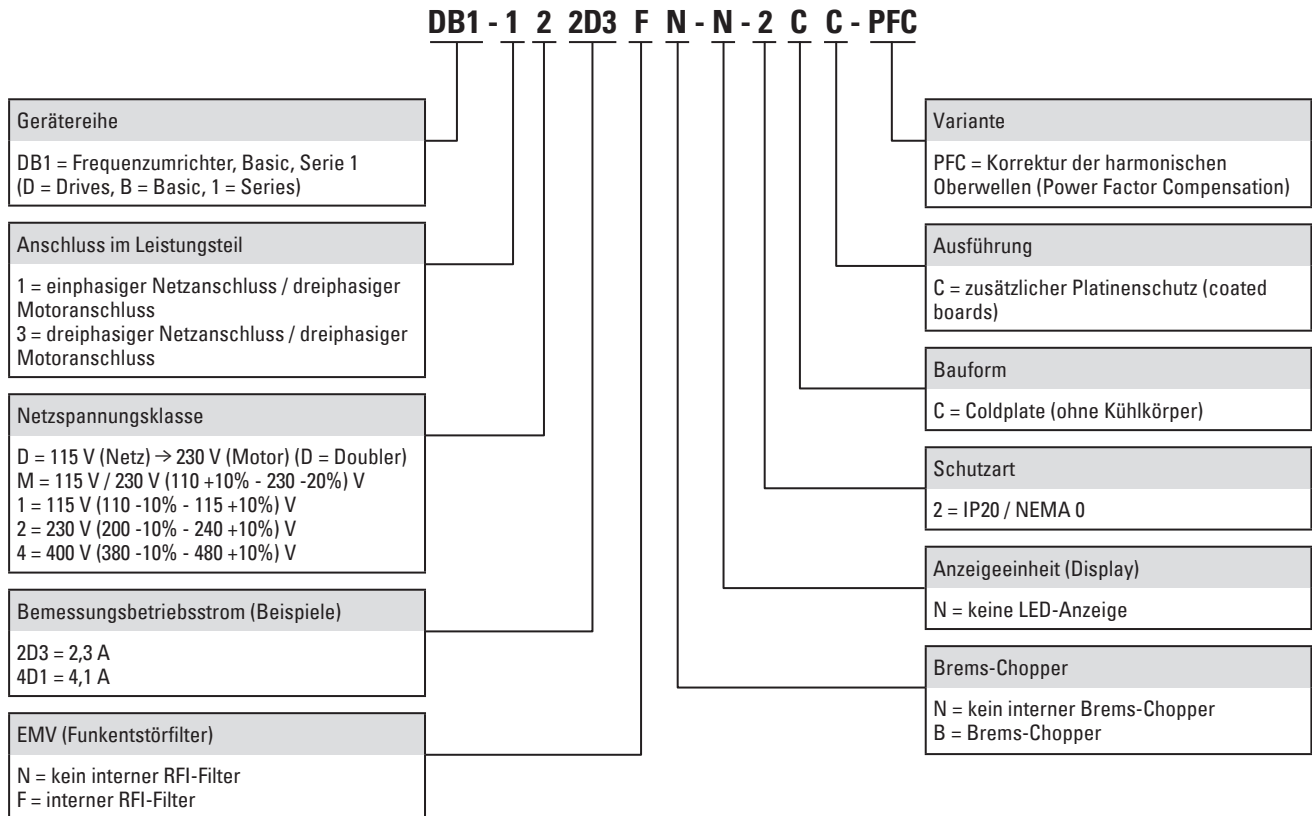 DB1 - 1 2 2D3 F N - N - 2 C C - PFC
Gerätereihe
DB1 = Frequenzumrichter, Basic, Serie 1
(D = Drives, B = Basic, 1 = Series)
Anschluss im Leistungsteil
1 = einphasiger Netzanschluss / dreiphasiger
Motoranschluss
3 = dreiphasiger Netzanschluss / dreiphasiger
Motoranschluss
Netzspannungsklasse
D = 115 V (Netz) → 230 V (Motor) (D = Doubler)
M = 115 V / 230 V (110 +10% - 230 -20%) V
1 = 115 V (110 -10% - 115 +10%) V
2 = 230 V (200 -10% - 240 +10%) V
4 = 400 V (380 -10% - 480 +10%) V
Bemessungsbetriebsstrom (Beispiele)
2D3 = 2,3 A
4D1 = 4,1 A
EMV (Funkentstörfilter)
N = kein interner RFI-Filter
F = interner RFI-Filter
Variante
PFC = Korrektur der harmonischen
Oberwellen (Power Factor Compensation)
Ausführung
C = zusätzlicher Platinenschutz (coated
boards)
Bauform
C = Coldplate (ohne Kühlkörper)
Schutzart
2 = IP20 / NEMA 0
Anzeigeeinheit (Display)
N = keine LED-Anzeige
Brems-Chopper
N = kein interner Brems-Chopper
B = Brems-Chopper